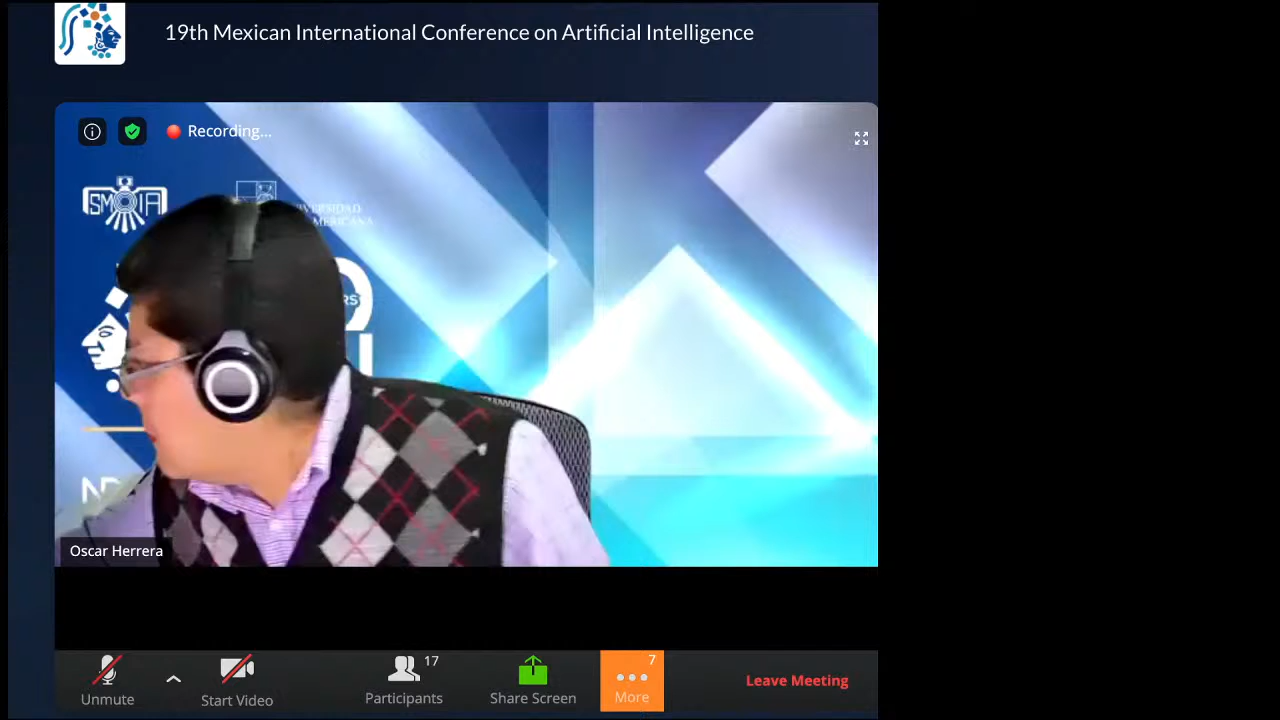 19th Mexican International Conference on Artificial Intelligence
Recording...
SMIA
Oscar Herrera
17
7
Unmute
Start Video
Participants
Share Screen
More
Leave Meeting